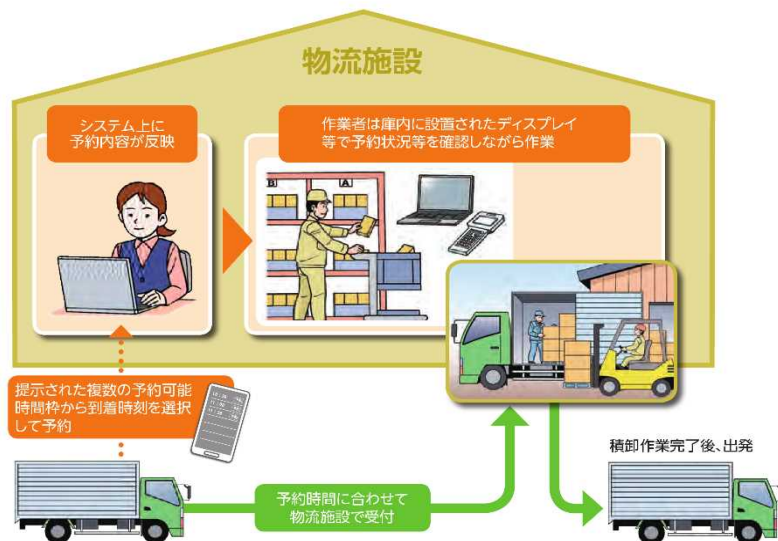 物流施設
システム上に
予約内容が反映
作業者は庫内に設置されたディスプレイ
等で予約状況等を確認しながら作業
B
A
提示された複数の予約可能
時間枠から到着時刻を選択
して予約
予約時間に合わせて
物流施設で受付
積卸作業完了後、出発